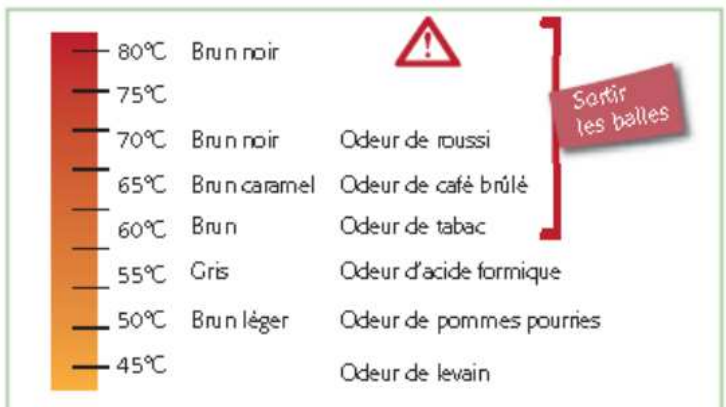 80°C Brun noir
75°C
Sortir
les balles
70°C Brun noir Odeur de roussi
65°C Brun caramel Odeur de café brûlé
60°C Brun Odeur de tabac
55°C Gris Odeur d'acide formique
50°C Brun léger Odeur de pommes pourries
45°C Odeur de levain